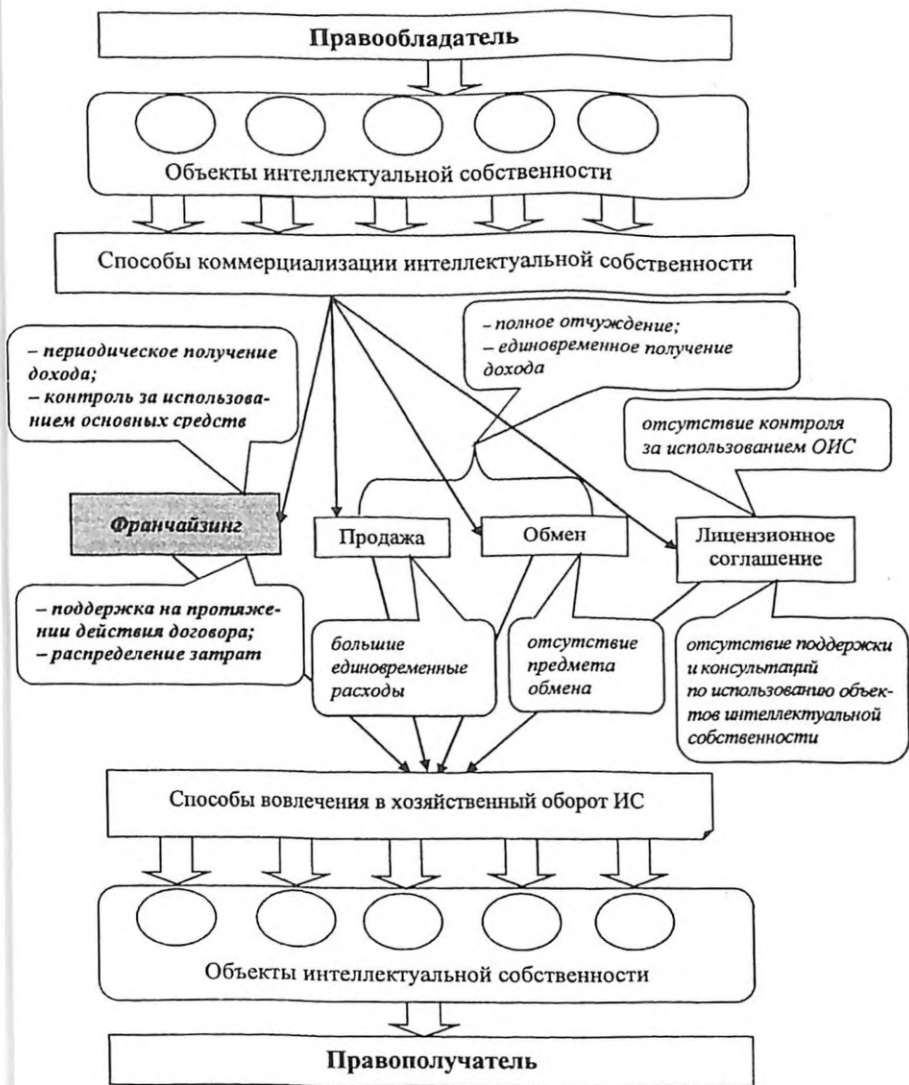 Правообладатель
Объекты интеллектуальной собственности
Способы коммерциализации интеллектуальной собственности
– полное отчуждение;
– единовременное получение
дохода
– периодическое получение
дохода;
– контроль за использова-
нием основных средств
отсутствие контроля
за использованием ОИС
Франчайзинг
Продажа
Обмен
Лицензионное
соглашение
– поддержка на протяже-
нии действия договора;
– распределение затрат
большие
единовременные
расходы
отсутствие
предмета
обмена
отсутствие поддержки
и консультаций
по использованию объек-
тов интеллектуальной
собственности
Способы вовлечения в хозяйственный оборот ИС
Объекты интеллектуальной собственности
Правополучатель